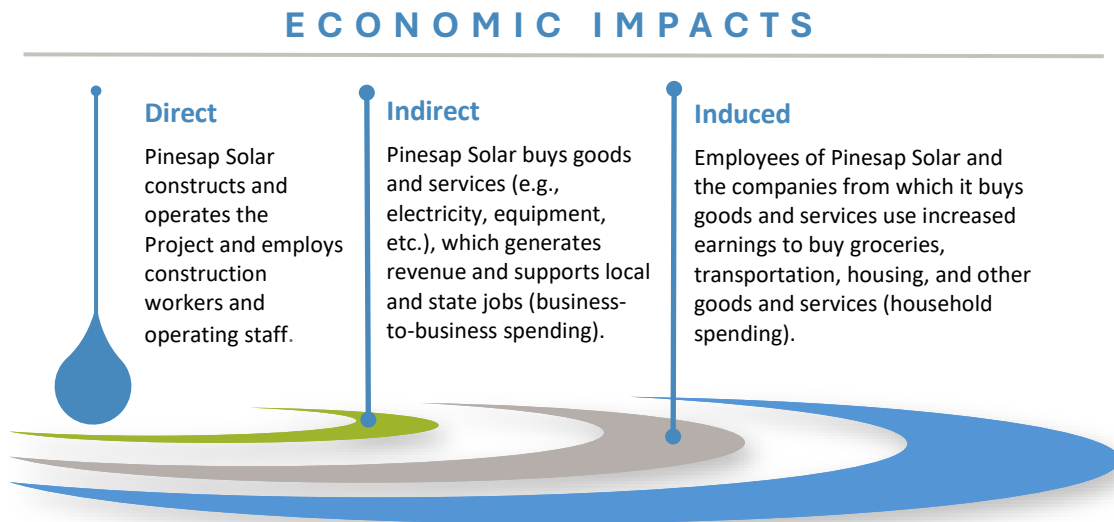 ECONOMIC IMPACTS
Direct
Pinesap Solar
constructs and
operates the
Project and employs
construction
workers and
operating staff.
Indirect
Pinesap Solar buys goods
and services (e.g.,
electricity, equipment,
etc.), which generates
revenue and supports local
and state jobs (business-
to-business spending).
Induced
Employees of Pinesap Solar and
the companies from which it buys
goods and services use increased
earnings to buy groceries,
transportation, housing, and other
goods and services (household
spending).